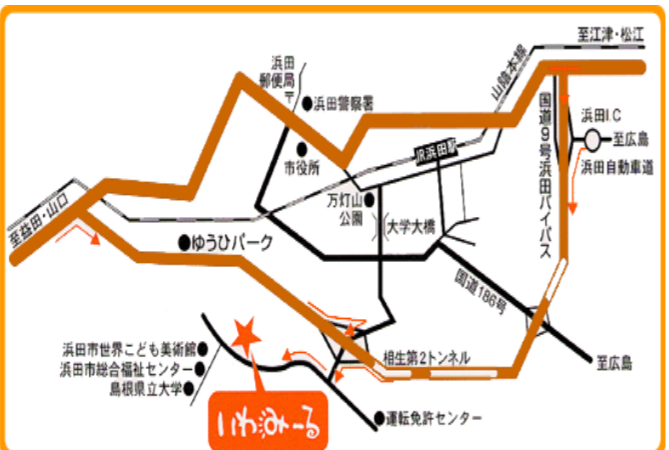 至江津・松江
山陰本線
浜田
郵便局
〒
浜田警察署
国道9号浜田バイパス
浜田I.C
至広島
浜田自動車道
JR浜田駅
市役所
万灯山
公園
大学大橋
至益田・山口
ゆうひパーク
国道186号
浜田市世界こども美術館
浜田市総合福祉センター
島根県立大学
相生第2トンネル
至広島
いわみーる
運転免許センター